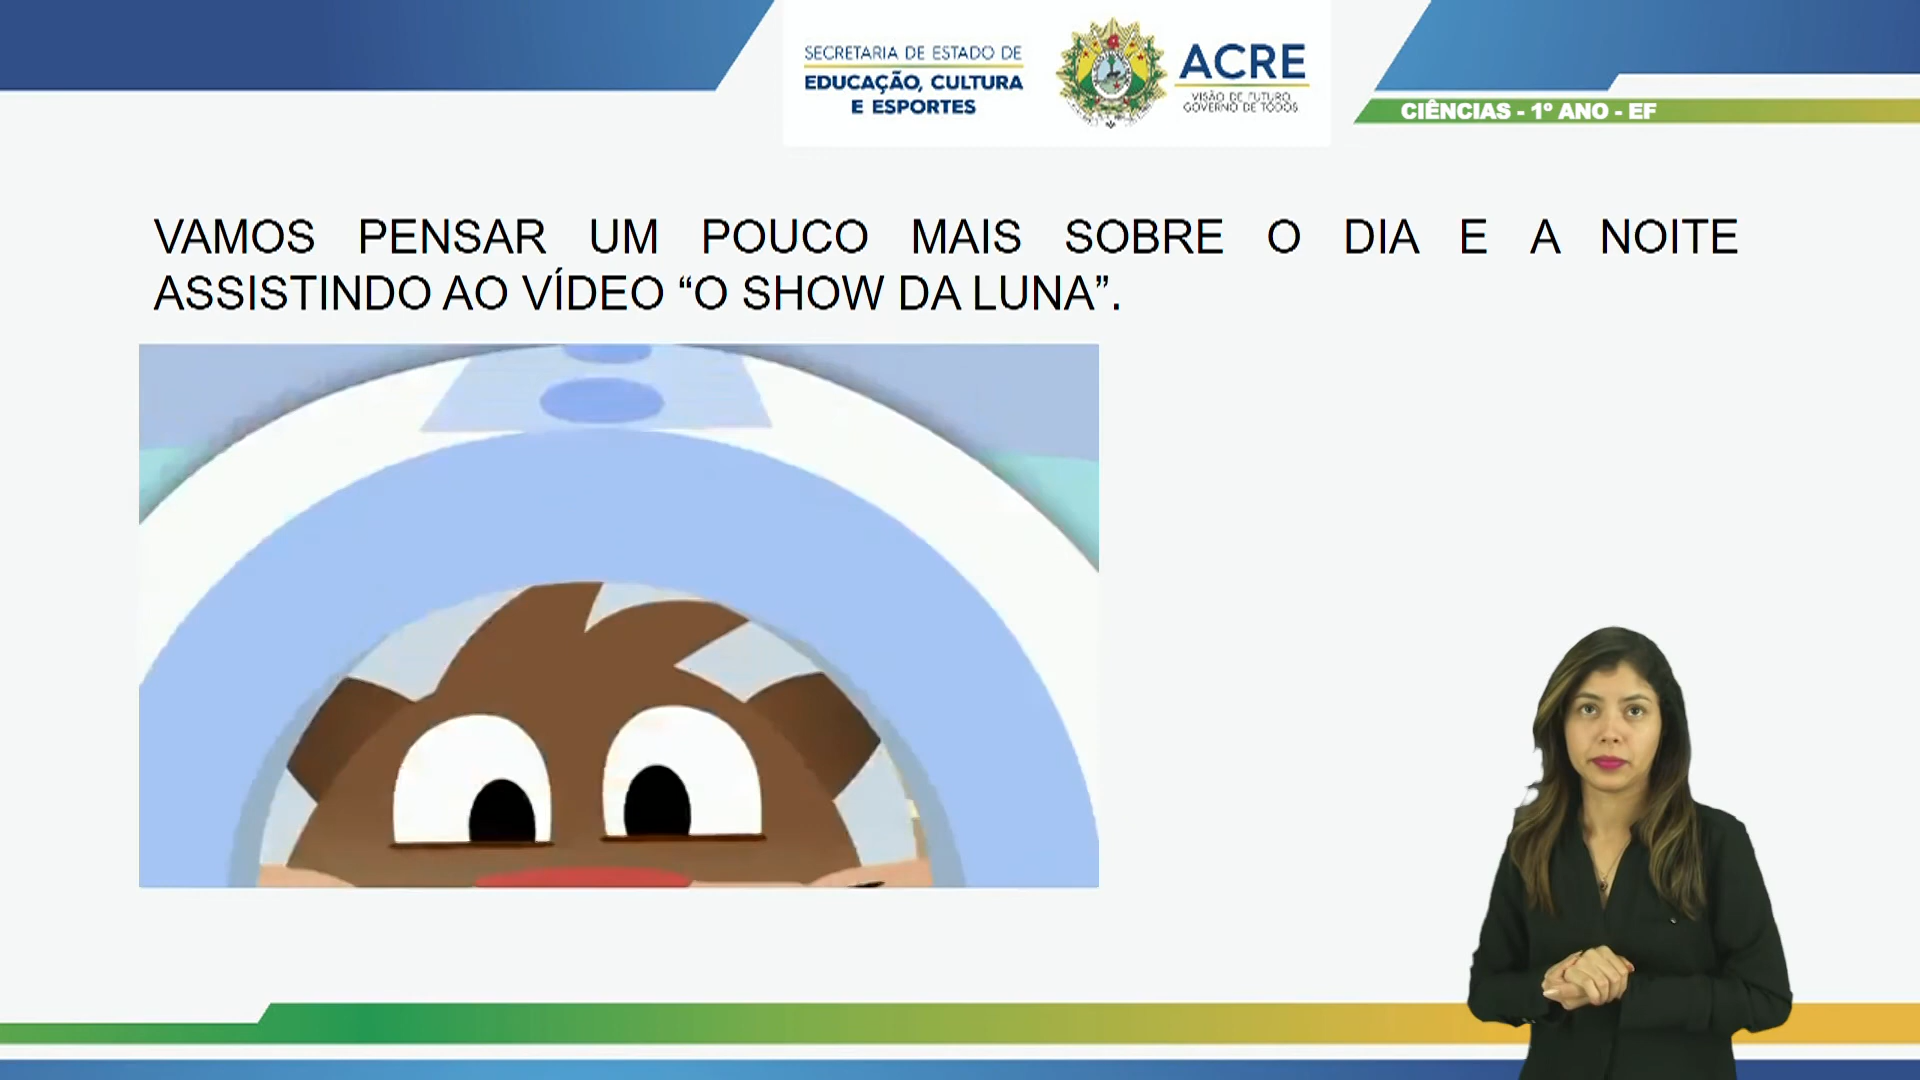 SECRETARIA DE ESTADO DE
EDUCAÇÃO, CULTURA
E ESPORTES
ACRE
VISÃO DE FUTURO,
GOVERNO DE TODOS
CIÊNCIAS - 1º ANO - EF
VAMOS PENSAR UM POUCO MAIS SOBRE O DIA E A NOITE
ASSISTINDO AO VÍDEO “O SHOW DA LUNA”.